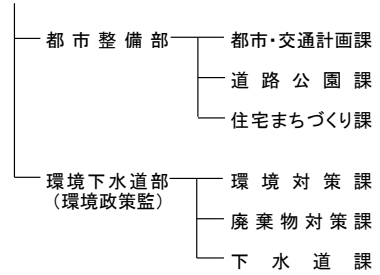 都市整備部
都市・交通計画課
道路公園課
住宅まちづくり課
環境下水道部
(環境政策監)
環境対策課
廃棄物対策課
下水道課